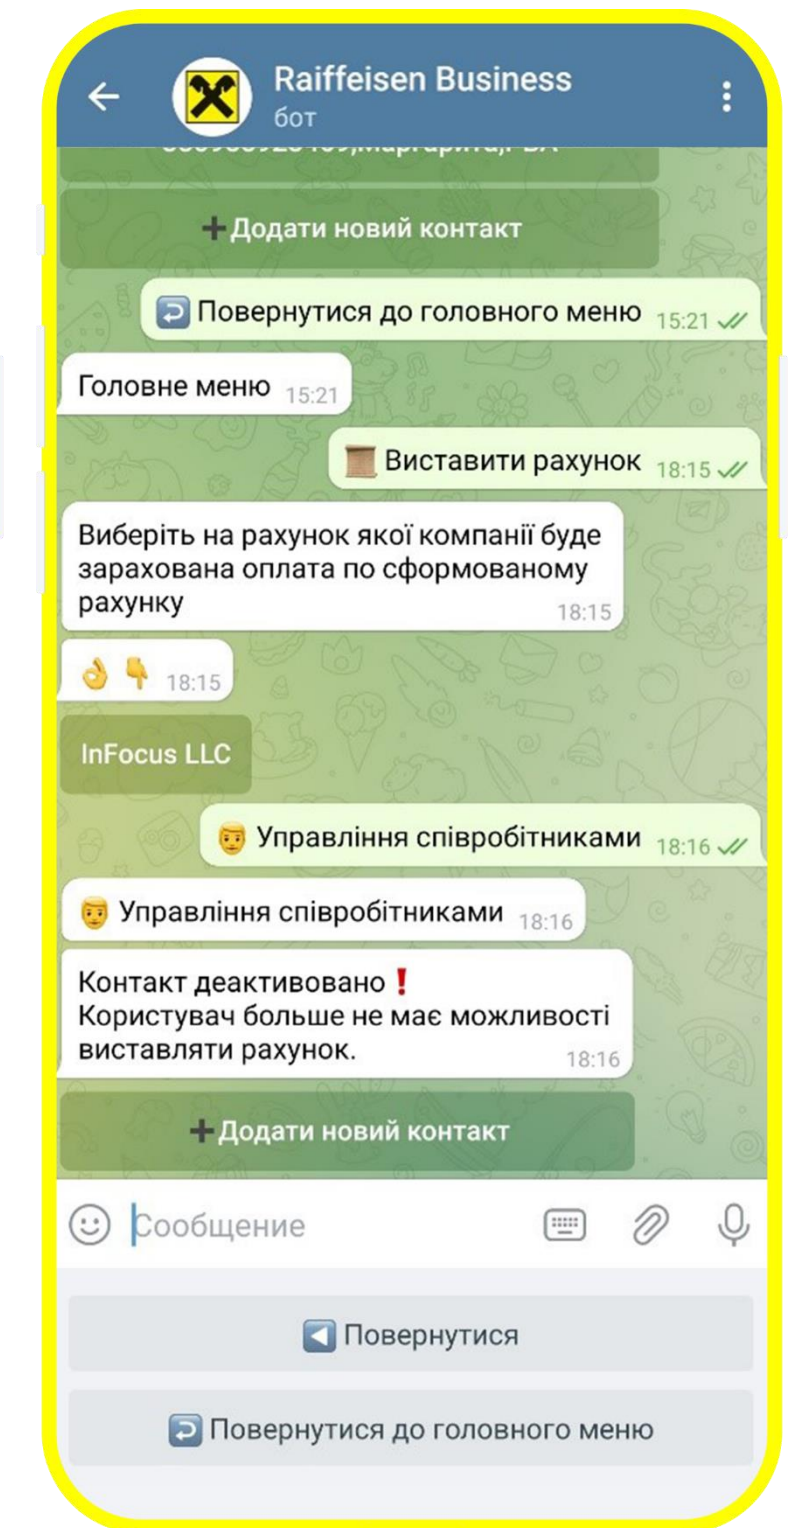 Raiffeisen Business
бот
➕Додати новий контакт
↩️ Повернутися до головного меню 15:21
Головне меню 15:21
📜 Виставити рахунок 18:15
Виберіть на рахунок якої компанії буде
зарахована оплата по сформованому
рахунку 18:15
👌 👇 18:15
InFocus LLC
👨 Управління співробітниками 18:16
👨 Управління співробітниками 18:16
Контакт деактивовано❗
Користувач больше не має можливості
виставляти рахунок. 18:16
➕Додати новий контакт
Сообщение
◀️ Повернутися
↩️ Повернутися до головного меню